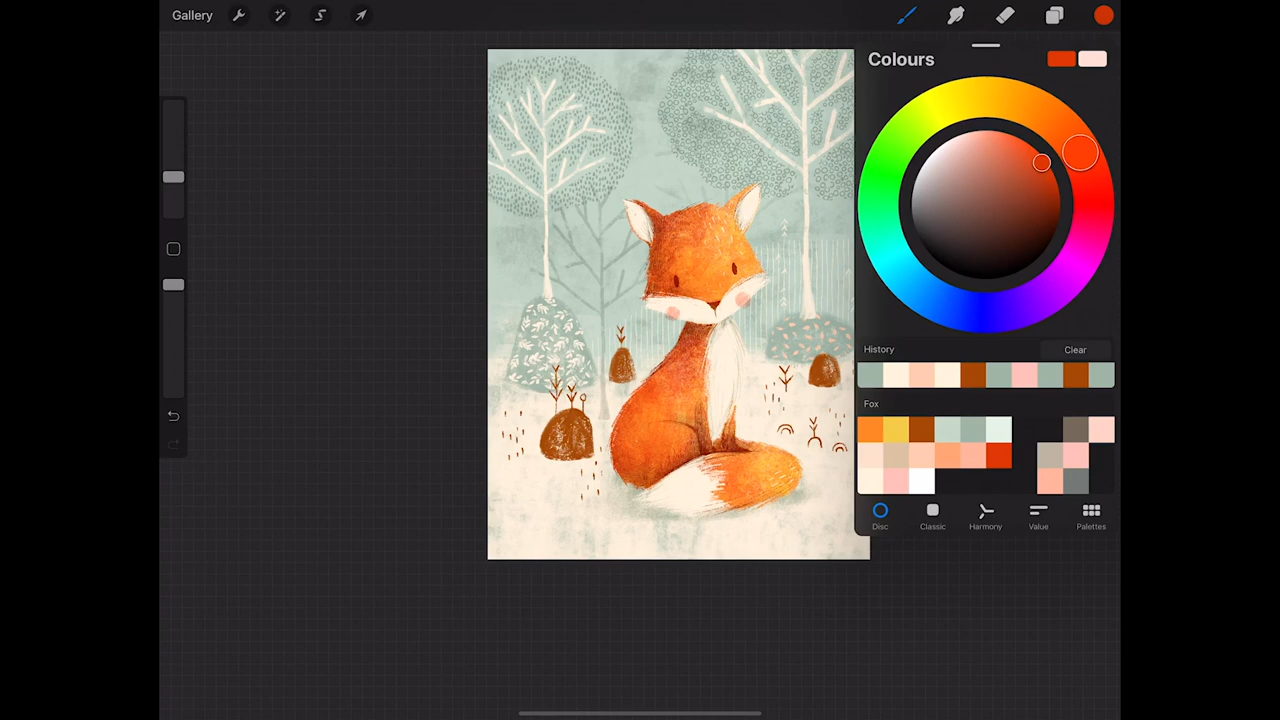 Gallery
Colours
History
Clear
Fox
Disc
Classic
Harmony
Value
Palettes